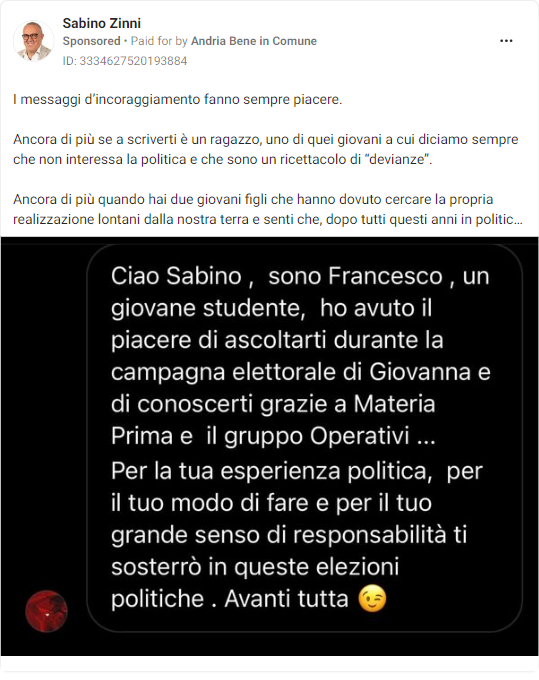 Sabino Zinni
Sponsored • Paid for by Andria Bene in Comune
ID: 3334627520193884
I messaggi d’incoraggiamento fanno sempre piacere.
Ancora di più se a scriverti è un ragazzo, uno di quei giovani a cui diciamo sempre
che non interessa la politica e che sono un ricettacolo di “devianze”.
Ancora di più quando hai due giovani figli che hanno dovuto cercare la propria
realizzazione lontani dalla nostra terra e senti che, dopo tutti questi anni in politic...
Ciao Sabino , sono Francesco , un
giovane studente, ho avuto il
piacere di ascoltarti durante la
campagna elettorale di Giovanna e
di conoscerti grazie a Materia
Prima e il gruppo Operativi ...
Per la tua esperienza politica, per
il tuo modo di fare e per il tuo
grande senso di responsabilità ti
sosterrò in queste elezioni
politiche . Avanti tutta 😉